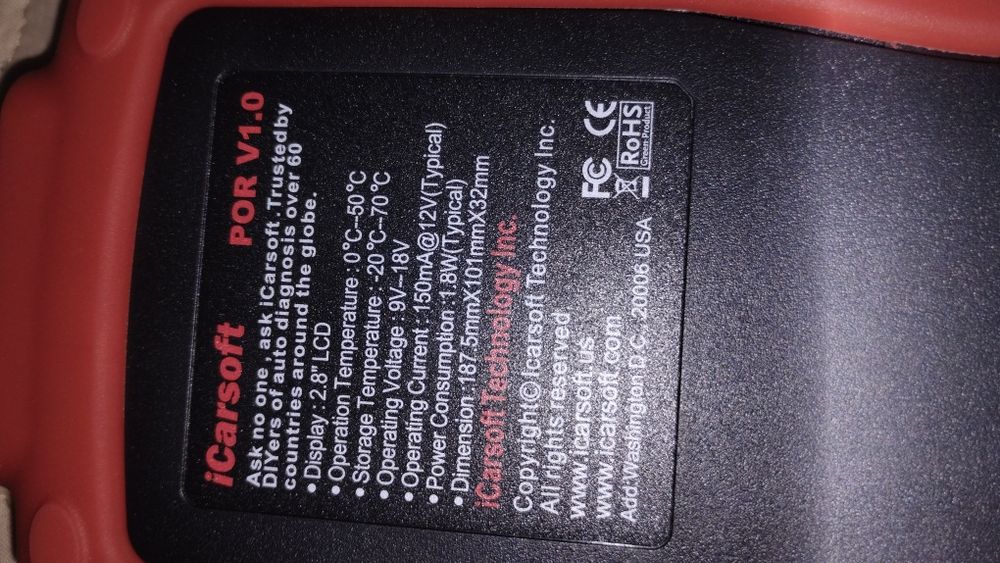 iCarsoft POR V1.0
Ask no one , ask iCarsoft .Trustedby
DIYers of auto diagnosis over 60
countries around the globe.
• Display: 2.8" LCD
• Operation Temperature : 0 °C--50°C
• Storage Temperature: -20 °C--70°C
• Operating Voltage : 9V--18V
• Operating Current : 150mA@12V(Typical)
• Power Consumption :1.8W(Typical)
• Dimension :187.5mmX101mmX32mm
iCarsoft Technology Inc.
Copyright© Icarsoft Technology Inc.
All rights reserved
www.icarsoft.us
www.icarsoft.com
Add:Washington D.C. 20006 USA
FC CE
RoHS
Green Product